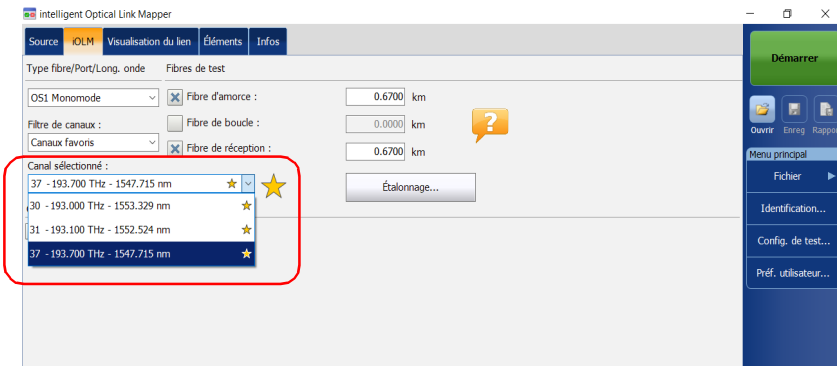 intelligent Optical Link Mapper
Source iOLM Visualisation du lien Éléments Infos
Type fibre/Port/Long. onde Fibres de test
OS1 Monomode
Fibre d'amorce : 0.6700 km
Filtre de canaux :
Fibre de boucle : 0.0000 km
?
Canaux favoris
Fibre de réception : 0.6700 km
Canal sélectionné :
37 - 193.700 THz - 1547.715 nm
Étalonnage...
30 - 193.000 THz - 1553.329 nm
31 - 193.100 THz - 1552.524 nm
37 - 193.700 THz - 1547.715 nm
Démarrer
Ouvrir Enreg Rappor
Menu principal
Fichier
Identification...
Config. de test...
Préf. utilisateur...